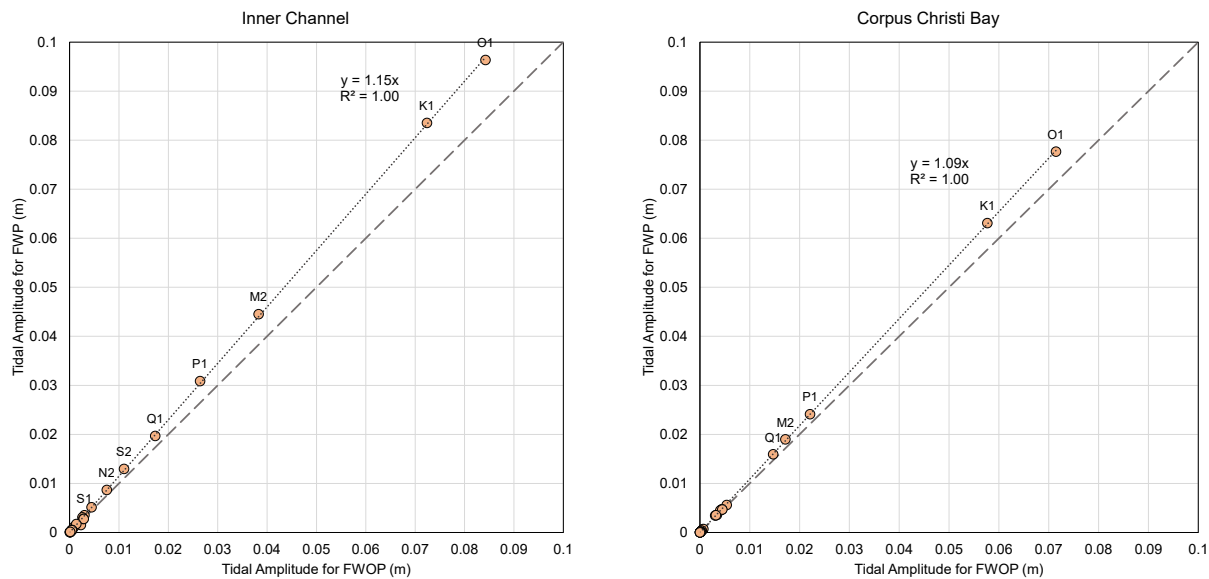 Inner Channel
0.1
0.09
0.08
0.07
0.06
0.05
0.04
0.03
0.02
0.01
0
Tidal Amplitude for FWP (m)
O1
y = 1.15x
R² = 1.00
K1
M2
P1
Q1
S2
N2
S1
0 0.01 0.02 0.03 0.04 0.05 0.06 0.07 0.08 0.09 0.1
Tidal Amplitude for FWOP (m)
Corpus Christi Bay
0.1
0.09
0.08
0.07
0.06
0.05
0.04
0.03
0.02
0.01
0
Tidal Amplitude for FWP (m)
O1
y = 1.09x
R² = 1.00
K1
P1
M2
Q1
0 0.01 0.02 0.03 0.04 0.05 0.06 0.07 0.08 0.09 0.1
Tidal Amplitude for FWOP (m)